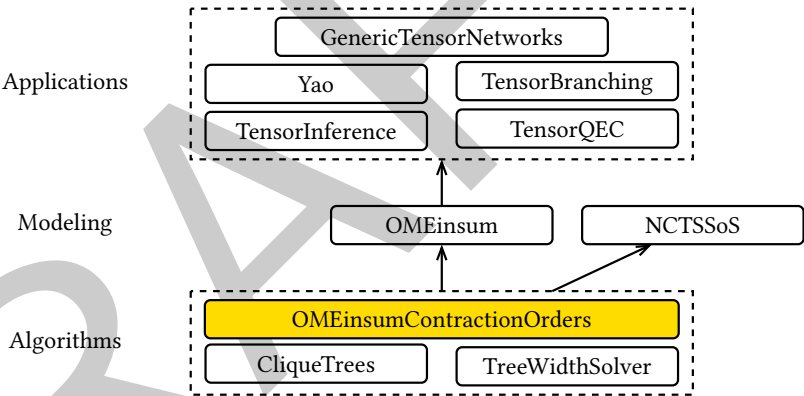 GenericTensorNetworks
Applications
Yao
TensorBranching
TensorInference
TensorQEC
Modeling
OMEinsum
NCTSSoS
OMEinsumContractionOrders
Algorithms
CliqueTrees
TreeWidthSolver